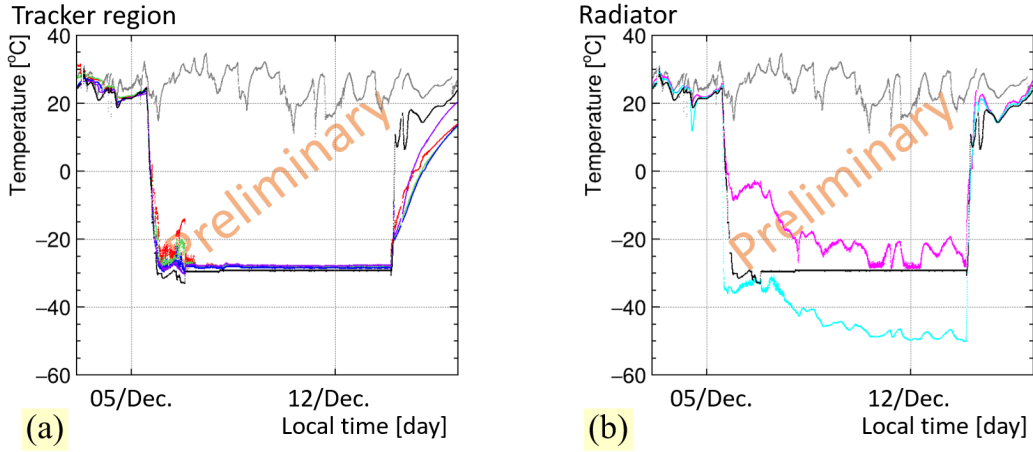 Tracker region
Temperature [°C]
40
20
0
−20
−40
−60
Preliminary
05/Dec.
12/Dec.
Local time [day]
(a)
Radiator
Temperature [°C]
40
20
0
−20
−40
−60
Preliminary
05/Dec.
12/Dec.
Local time [day]
(b)